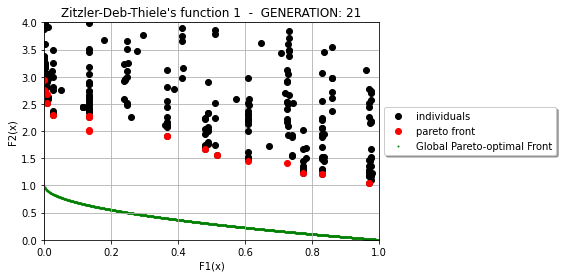 Zitzler-Deb-Thiele's function 1 - GENERATION: 21
4.0
3.5
3.0
2.5
2.0
1.5
1.0
0.5
0.0
F2(x)
0.0 0.2 0.4 0.6 0.8 1.0
F1(x)
individuals
pareto front
Global Pareto-optimal Front